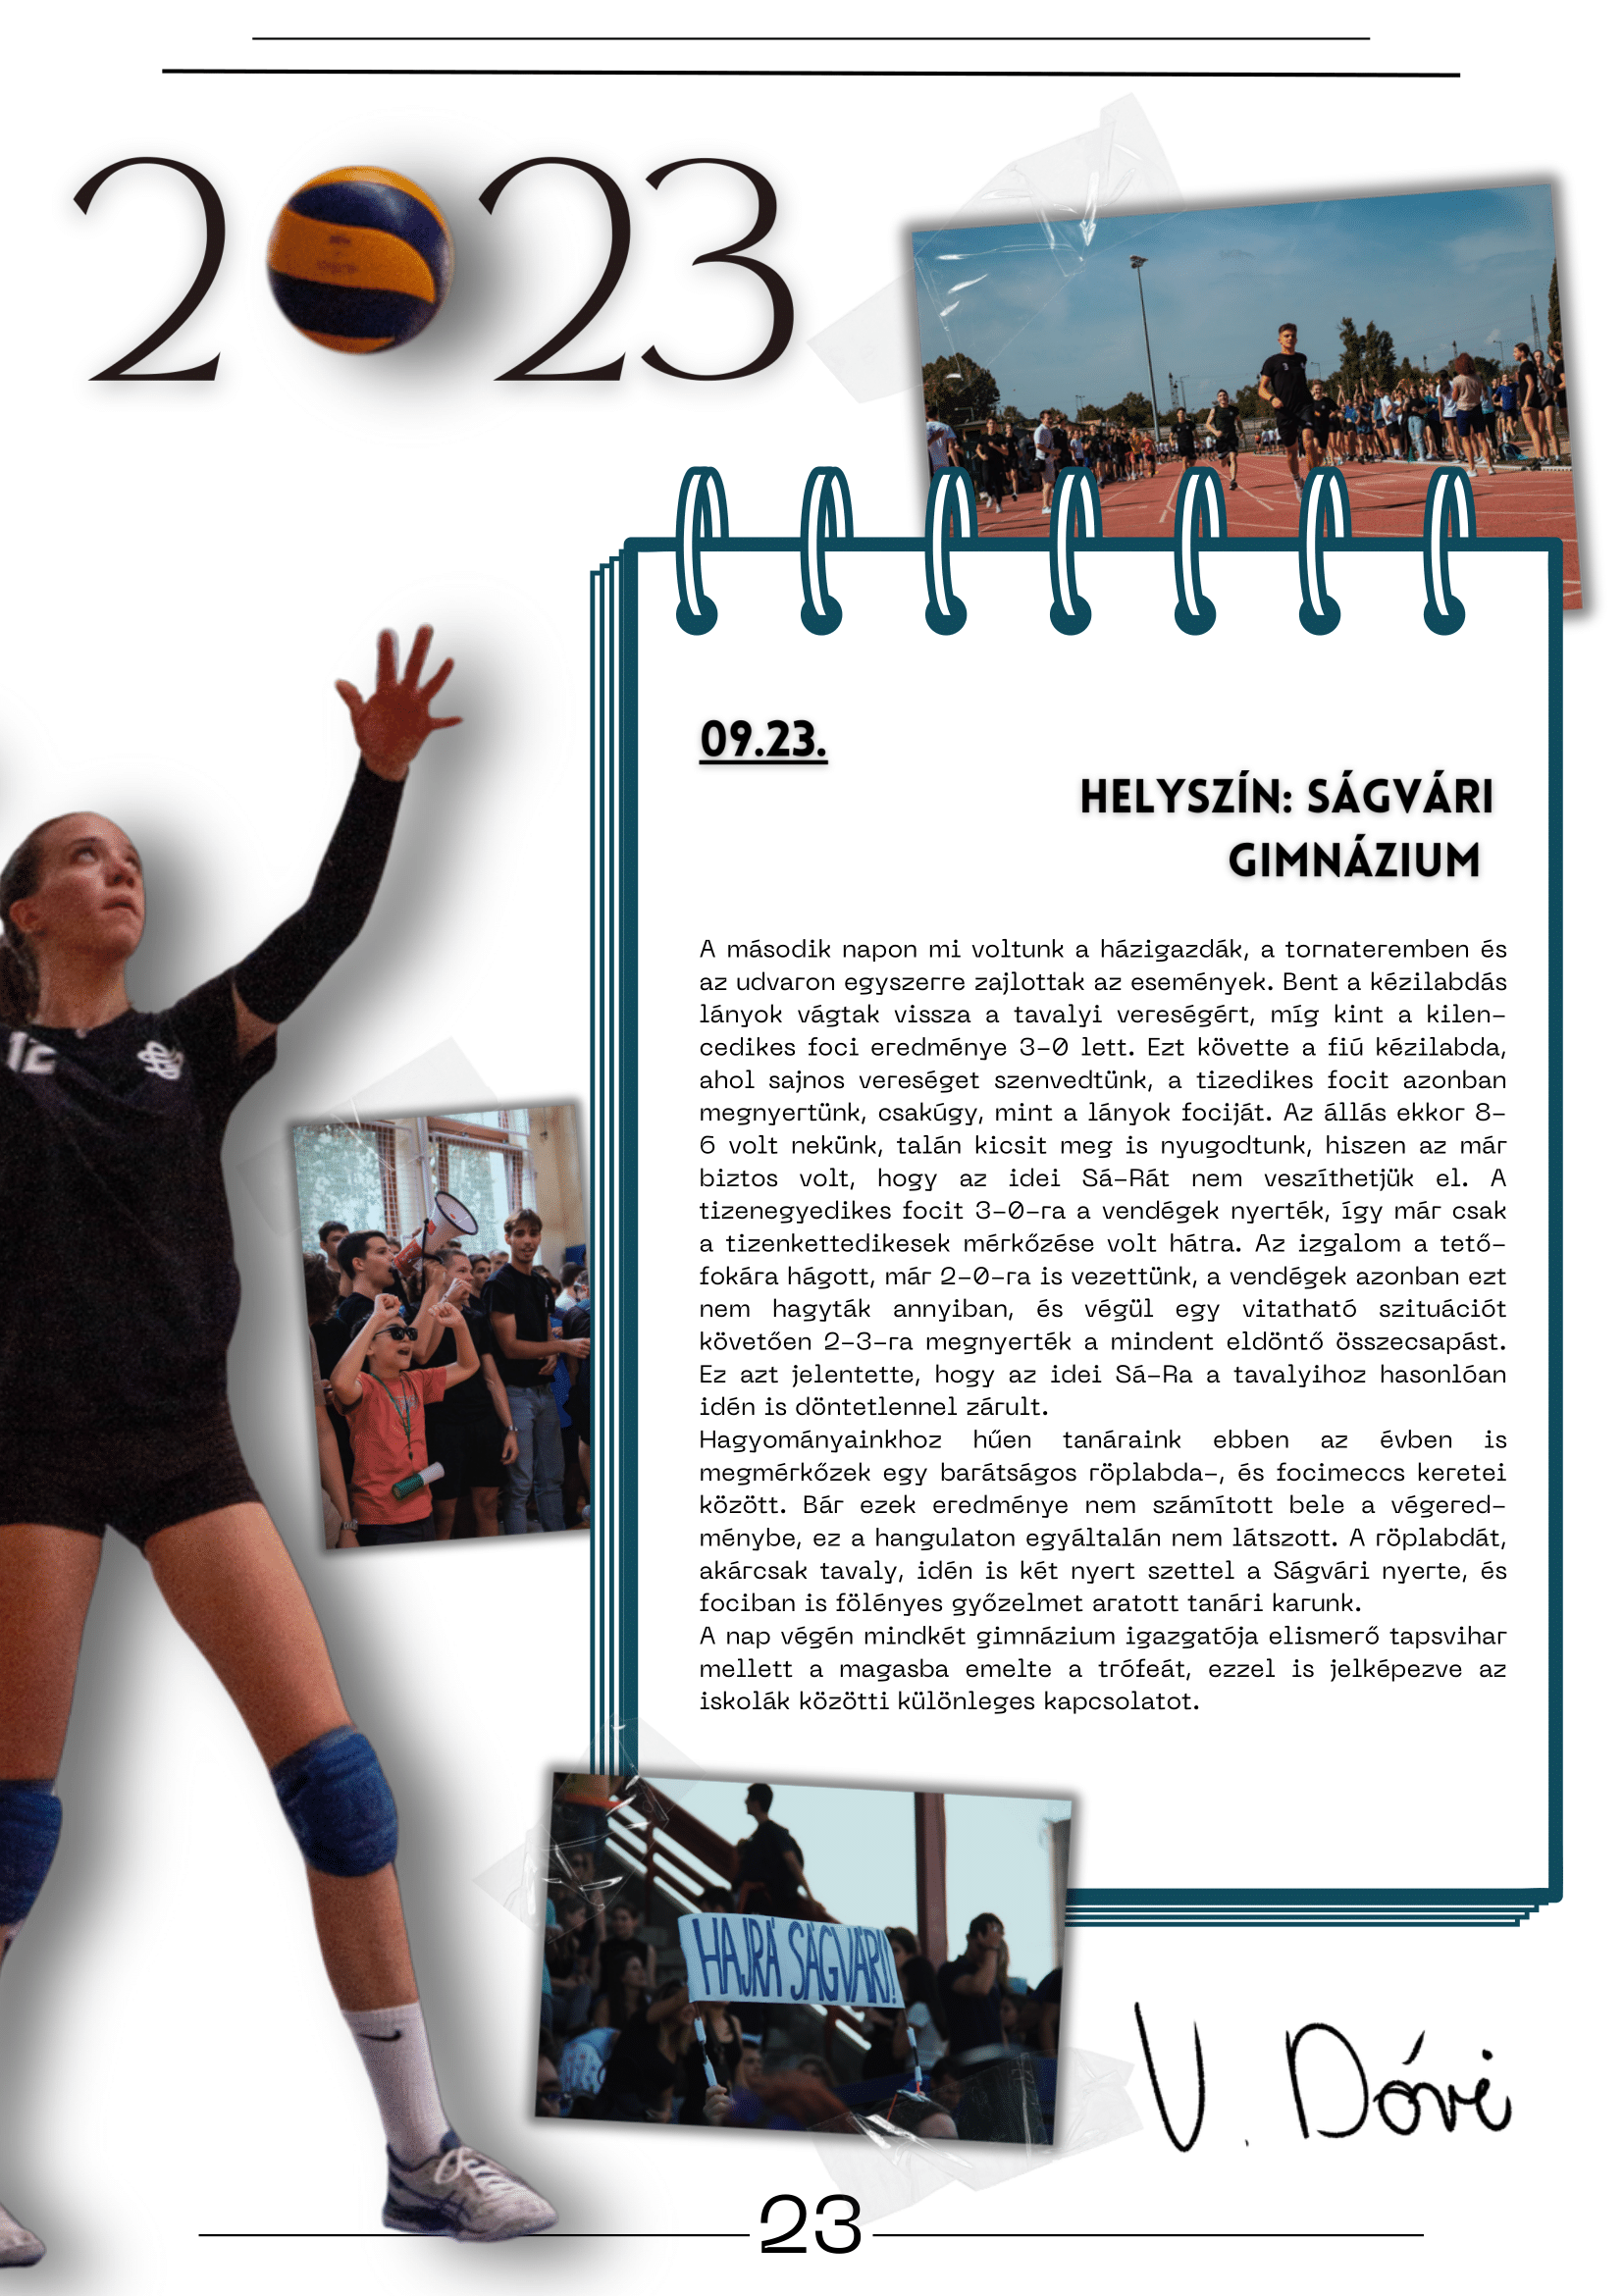 2023
09.23.
HELYSZÍN: SÁGVÁRI
GIMNÁZIUM
A második napon mi voltunk a házigazdák, a tornateremben és
az udvaron egyszerre zajlottak az események. Bent a kézilabdás
lányok vágtak vissza a tavalyi vereségért, míg kint a kilen-
cedikes foci eredménye 3-0 lett. Ezt követte a fiú kézilabda,
ahol sajnos vereséget szenvedtünk, a tizedikes focit azonban
megnyertünk, csakúgy, mint a lányok fociját. Az állás ekkor 8-
6 volt nekünk, talán kicsit meg is nyugodtunk, hiszen az már
biztos volt, hogy az idei Sá-Rát nem veszíthetjük el. A
tizenegyedikes focit 3-0-ra a vendégek nyerték, így már csak
a tizenkettedikesek mérkőzése volt hátra. Az izgalom a tető-
fokára hágott, már 2-0-ra is vezettünk, a vendégek azonban ezt
nem hagyták annyiban, és végül egy vitatható szituációt
követően 2-3-ra megnyerték a mindent eldöntő összecsapást.
Ez azt jelentette, hogy az idei Sá-Ra a tavalyihoz hasonlóan
idén is döntetlennel zárult.
Hagyományainkhoz hűen tanáraink ebben az évben is
megmérkőzek egy barátságos röplabda-, és focimeccs keretei
között. Bár ezek eredménye nem számított bele a végered-
ménybe, ez a hangulaton egyáltalán nem látszott. A röplabdát,
akárcsak tavaly, idén is két nyert szettel a Ságvári nyerte, és
fociban is fölényes győzelmet aratott tanári karunk.
A nap végén mindkét gimnázium igazgatója elismerő tapsvihar
mellett a magasba emelte a trófeát, ezzel is jelképezve az
iskolák közötti különleges kapcsolatot.
12
HAJRÁ SÁGVÁRI!
V. Dóri
23